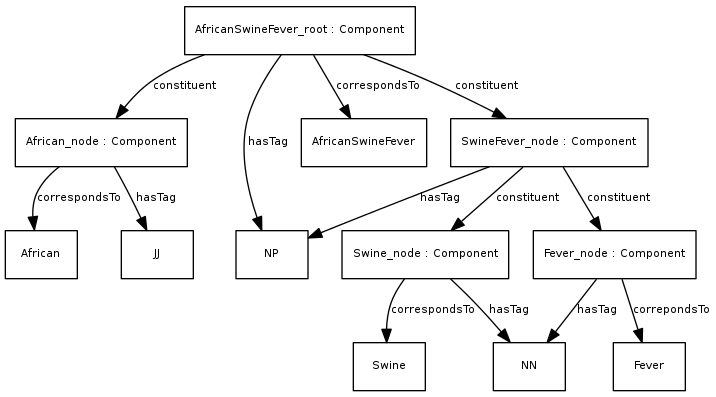 AfricanSwineFever_root : Component
constituent
correspondsTo
constituent
hasTag
African_node : Component
AfricanSwineFever
SwineFever_node : Component
correspondsTo
hasTag
hasTag
constituent
constituent
African
JJ
NP
Swine_node : Component
Fever_node : Component
correspondsTo
hasTag
hasTag
correpondsTo
Swine
NN
Fever